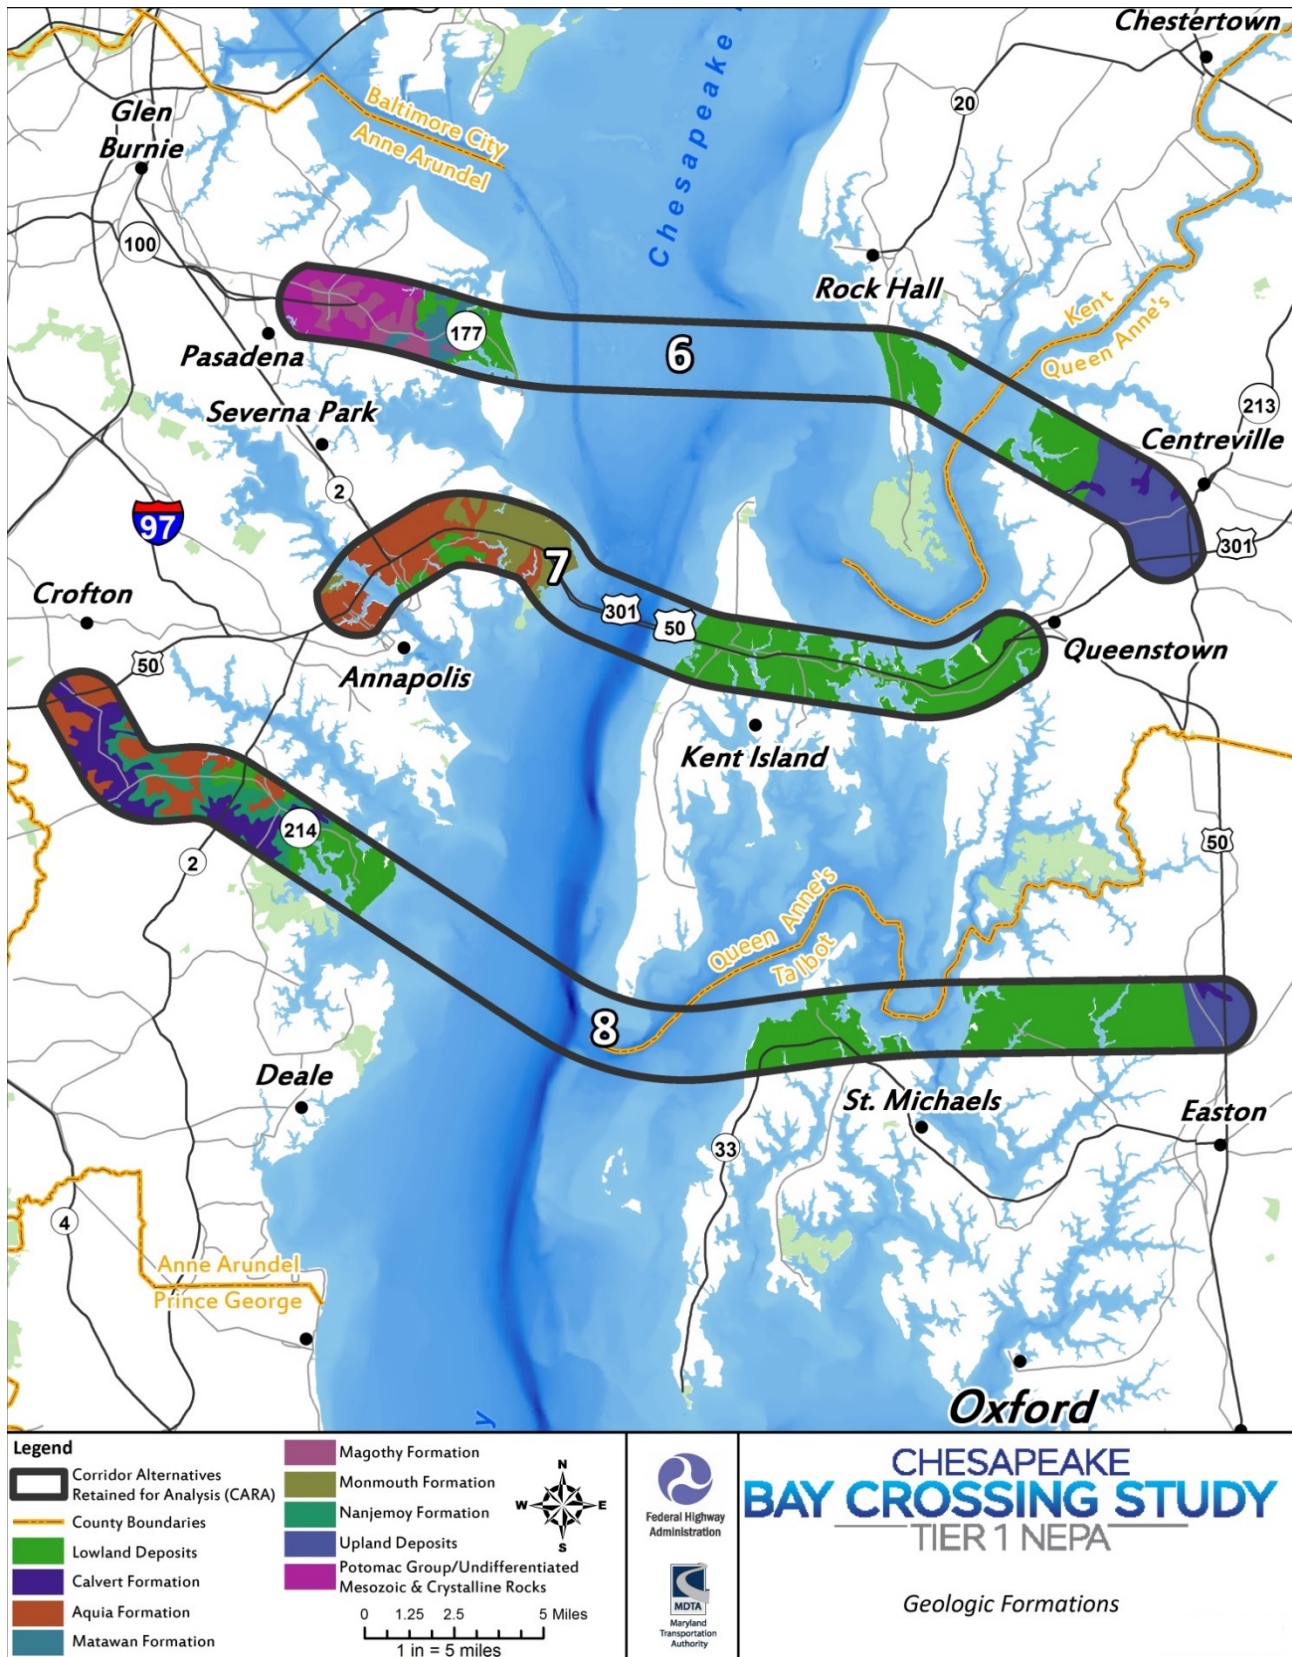 Chestertown
Chesapeake
20
Glen
Burnie
Baltimore City
Anne Arundel
100
Rock Hall
Kent
Queen Anne's
177
6
Pasadena
Severna Park
213
Centreville
2
97
301
7
Crofton
301
50
Queenstown
50
Annapolis
Kent Island
214
2
50
Queen Anne's
Talbot
8
Deale
St. Michaels
Easton
33
4
Anne Arundel
Prince George
Oxford
y
Legend
Corridor Alternatives
Retained for Analysis (CARA)
County Boundaries
Lowland Deposits
Calvert Formation
Aquia Formation
Matawan Formation
Magothy Formation
Monmouth Formation
Nanjemoy Formation
Upland Deposits
Potomac Group/Undifferentiated
Mesozoic & Crystalline Rocks
N
W E
S
0 1.25 2.5 5 Miles
1 in = 5 miles
Federal Highway
Administration
MDTA
Maryland
Transportation
Authority
CHESAPEAKE
BAY CROSSING STUDY
TIER 1 NEPA
Geologic Formations